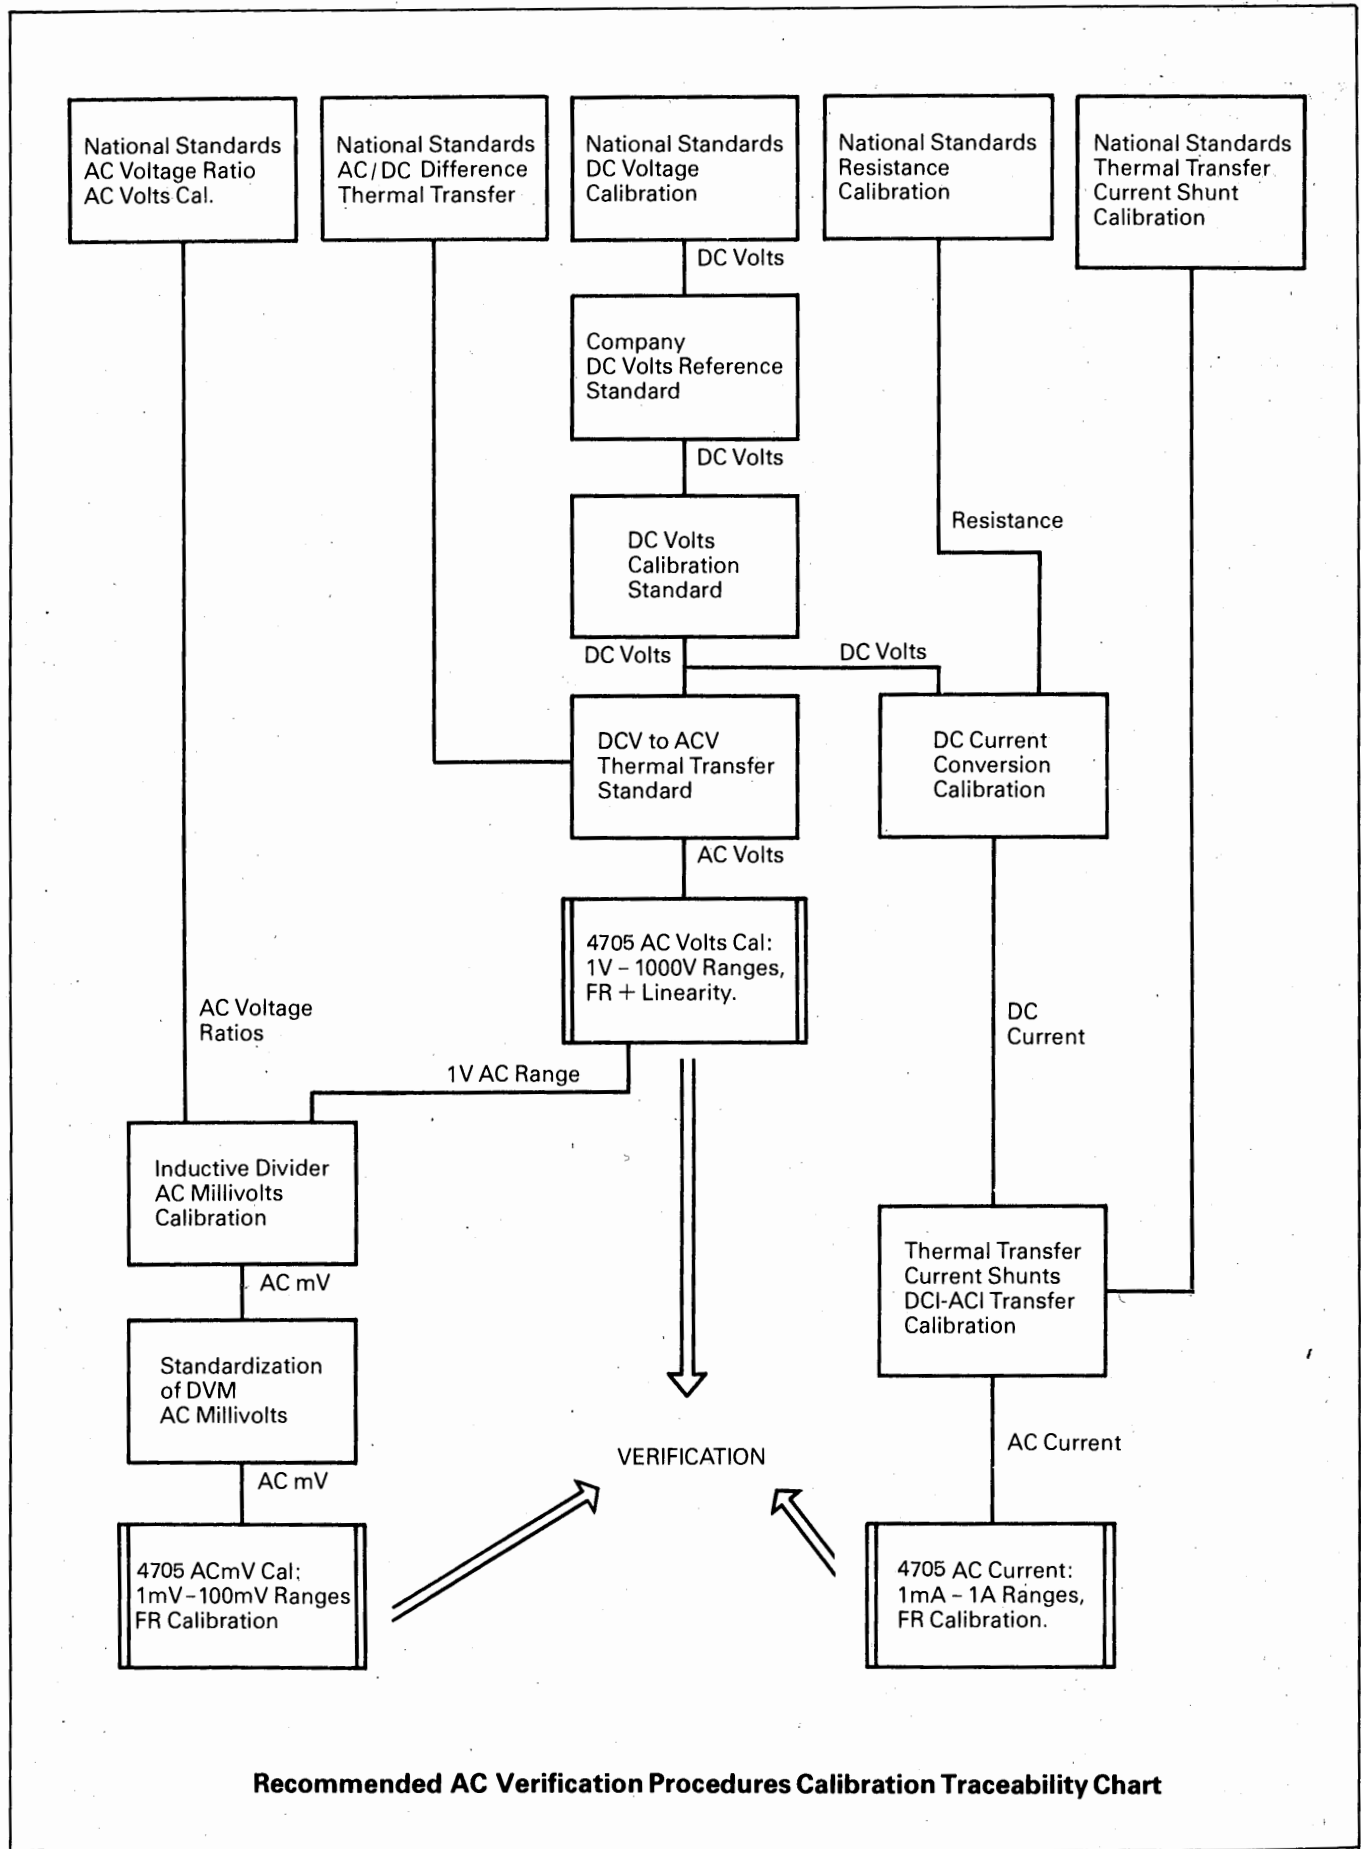 National Standards
AC Voltage Ratio
AC Volts Cal.
National Standards
AC/DC Difference
Thermal Transfer
National Standards
DC Voltage
Calibration
National Standards
Resistance
Calibration
National Standards
Thermal Transfer
Current Shunt
Calibration
DC Volts
Company
DC Volts Reference
Standard
DC Volts
DC Volts
Calibration
Standard
Resistance
DC Volts
DC Volts
DCV to ACV
Thermal Transfer
Standard
DC Current
Conversion
Calibration
AC Volts
4705 AC Volts Cal:
1V – 1000V Ranges,
FR + Linearity.
AC Voltage
Ratios
DC
Current
1V AC Range
Inductive Divider
AC Millivolts
Calibration
Thermal Transfer
Current Shunts
DCI-ACI Transfer
Calibration
AC mV
Standardization
of DVM
AC Millivolts
AC Current
VERIFICATION
AC mV
4705 ACmV Cal:
1mV–100mV Ranges
FR Calibration
4705 AC Current:
1mA – 1A Ranges,
FR Calibration.
Recommended AC Verification Procedures Calibration Traceability Chart